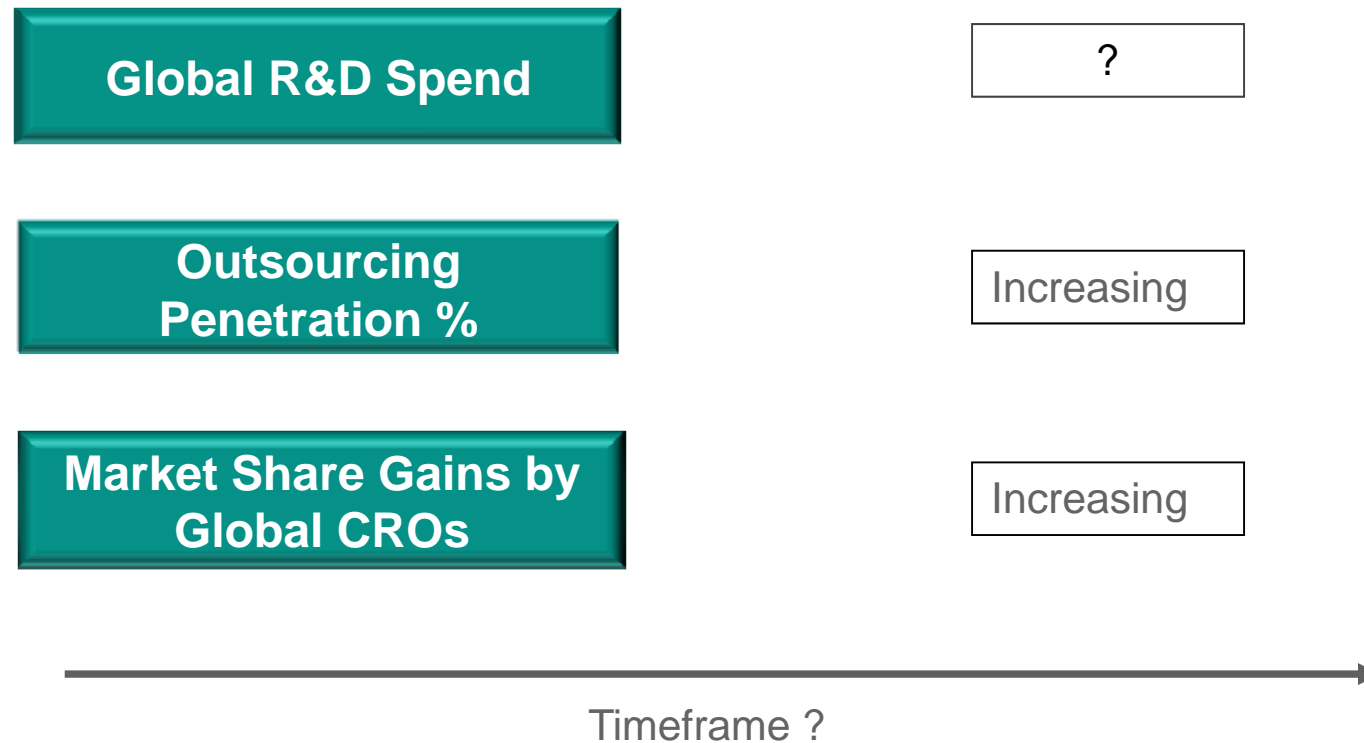 Global R&D Spend
?
Outsourcing
Penetration %
Increasing
Market Share Gains by
Global CROs
Increasing
Timeframe ?